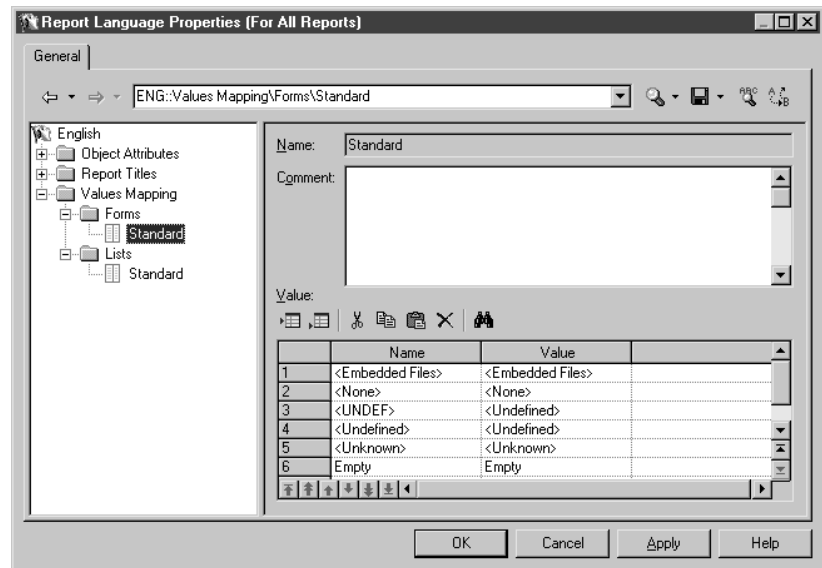 Report Language Properties (For All Reports)
General
ENG::Values Mapping\Forms\Standard
ABC
A B
English
Object Attributes
Report Titles
Values Mapping
Forms
Standard
Lists
Standard
Name: Standard
Comment:
Value:
Name Value
1 <Embedded Files> <Embedded Files>
2 <None> <None>
3 <UNDEF> <Undefined>
4 <Undefined> <Undefined>
5 <Unknown> <Unknown>
6 Empty Empty
OK Cancel Apply Help